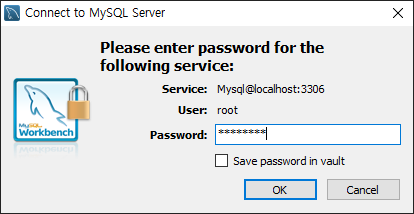 Connect to MySQL Server
Please enter password for the
following service:
Service: Mysql@localhost:3306
User: root
Password: ********
Save password in vault
OK Cancel
MySQL
Workbench